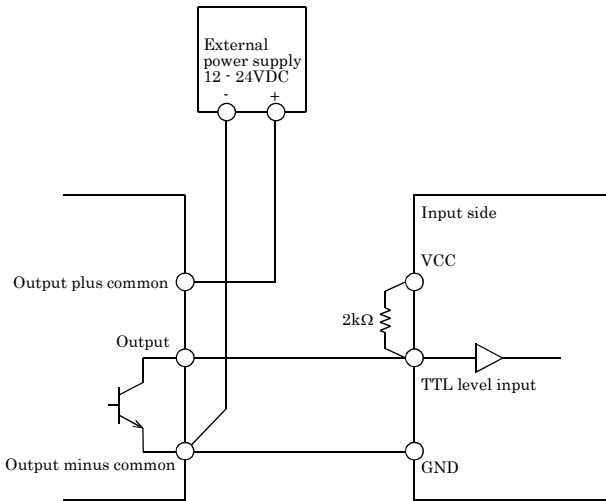 External
power supply
12 - 24VDC
- +
Input side
VCC
Output plus common
2kΩ
Output
TTL level input
Output minus common
GND